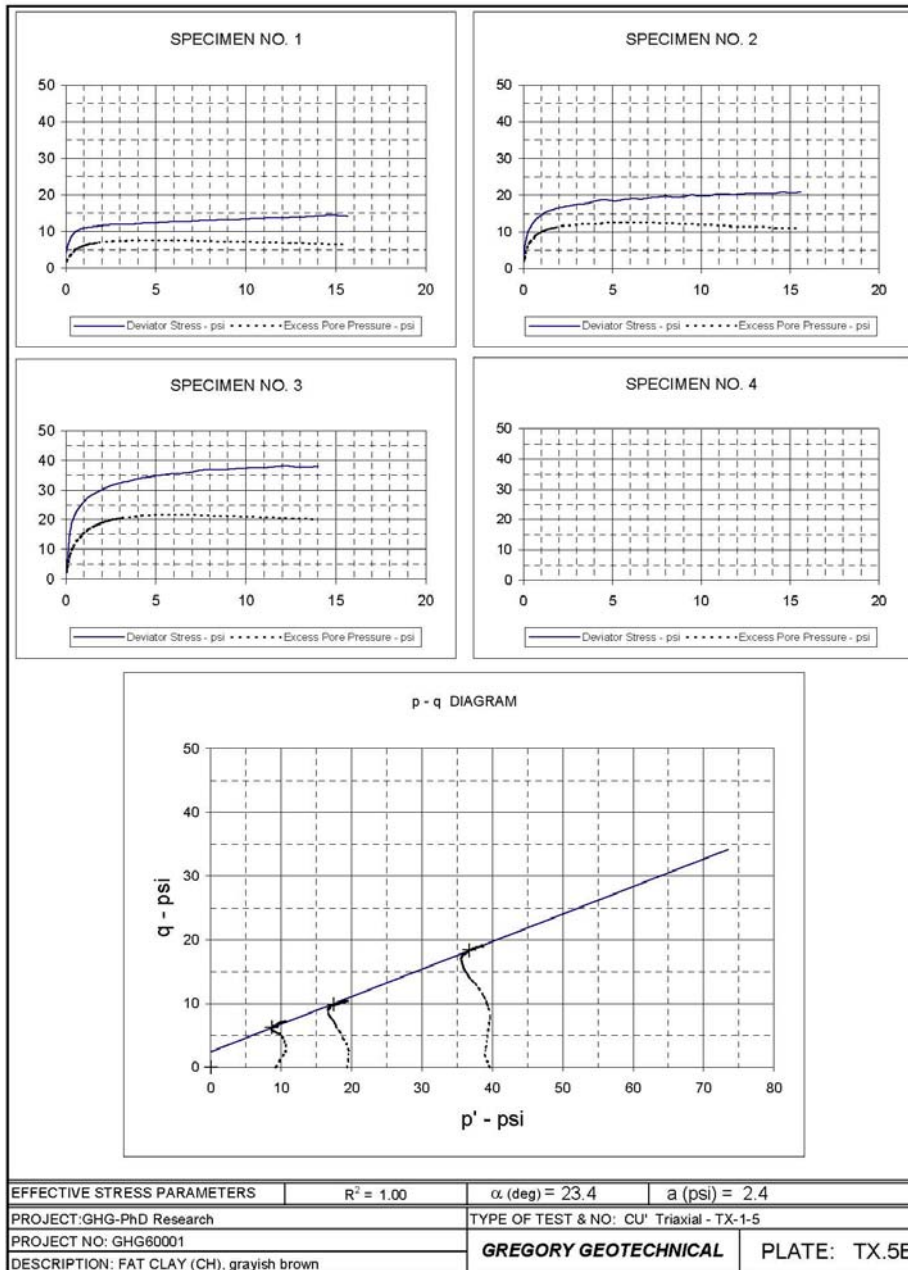 SPECIMEN NO. 1
50
40
30
20
10
0
0 5 10 15 20
Deviator Stress - psi Excess Pore Pressure - psi
SPECIMEN NO. 2
50
40
30
20
10
0
0 5 10 15 20
Deviator Stress - psi Excess Pore Pressure - psi
SPECIMEN NO. 3
50
40
30
20
10
0
0 5 10 15 20
Deviator Stress - psi Excess Pore Pressure - psi
SPECIMEN NO. 4
50
40
30
20
10
0
0 5 10 15 20
Deviator Stress - psi Excess Pore Pressure - psi
p - q DIAGRAM
q - psi
50
40
30
20
10
0
0 10 20 30 40 50 60 70 80
p' - psi
EFFECTIVE STRESS PARAMETERS R² = 1.00 α (deg) = 23.4 a (psi) = 2.4
PROJECT:GHG-PhD Research TYPE OF TEST & NO: CU' Triaxial - TX-1-5
PROJECT NO: GHG60001
GREGORY GEOTECHNICAL PLATE: TX.5B
DESCRIPTION: FAT CLAY (CH), grayish brown